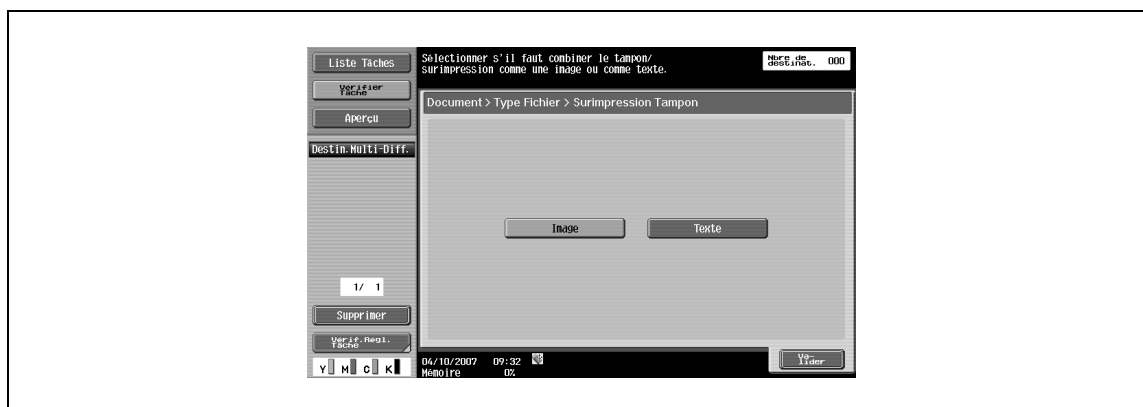 Liste Tâches
Vérifier
Tâche
Aperçu
Destin.Multi-Diff.
1/ 1
Supprimer
Vérif.Régl.
Tâche
Y M C K
Sélectionner s'il faut combiner le tampon/
surimpression comme une image ou comme texte.
Nbre de
destinat. 000
Document > Type Fichier > Surimpression Tampon
Image
Texte
04/10/2007 09:32
Mémoire 0%
Va-
lider